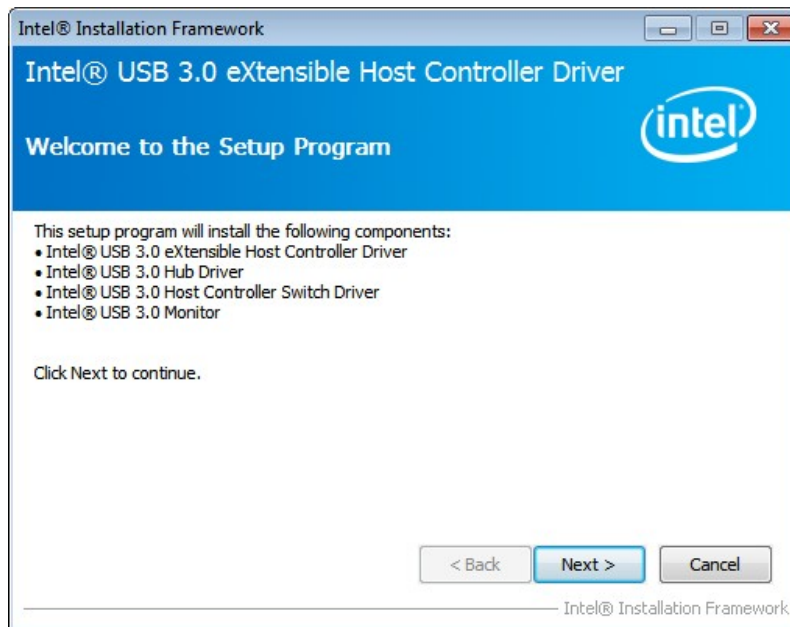 Intel® Installation Framework
Intel® USB 3.0 eXtensible Host Controller Driver
intel
Welcome to the Setup Program
This setup program will install the following components:
• Intel® USB 3.0 eXtensible Host Controller Driver
• Intel® USB 3.0 Hub Driver
• Intel® USB 3.0 Host Controller Switch Driver
• Intel® USB 3.0 Monitor
Click Next to continue.
< Back Next > Cancel
Intel® Installation Framework